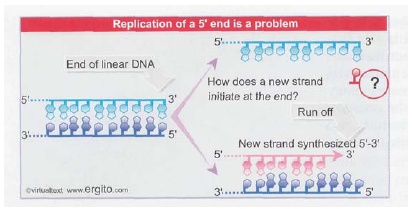 Replication of a 5' end is a problem
5' 3'
End of linear DNA
How does a new strand
initiate at the end?
?
Run off
5' 3'
3' 5'
New strand synthesized 5'-3'
5' 3'
3' 5'
©virtualtext www.ergito.com